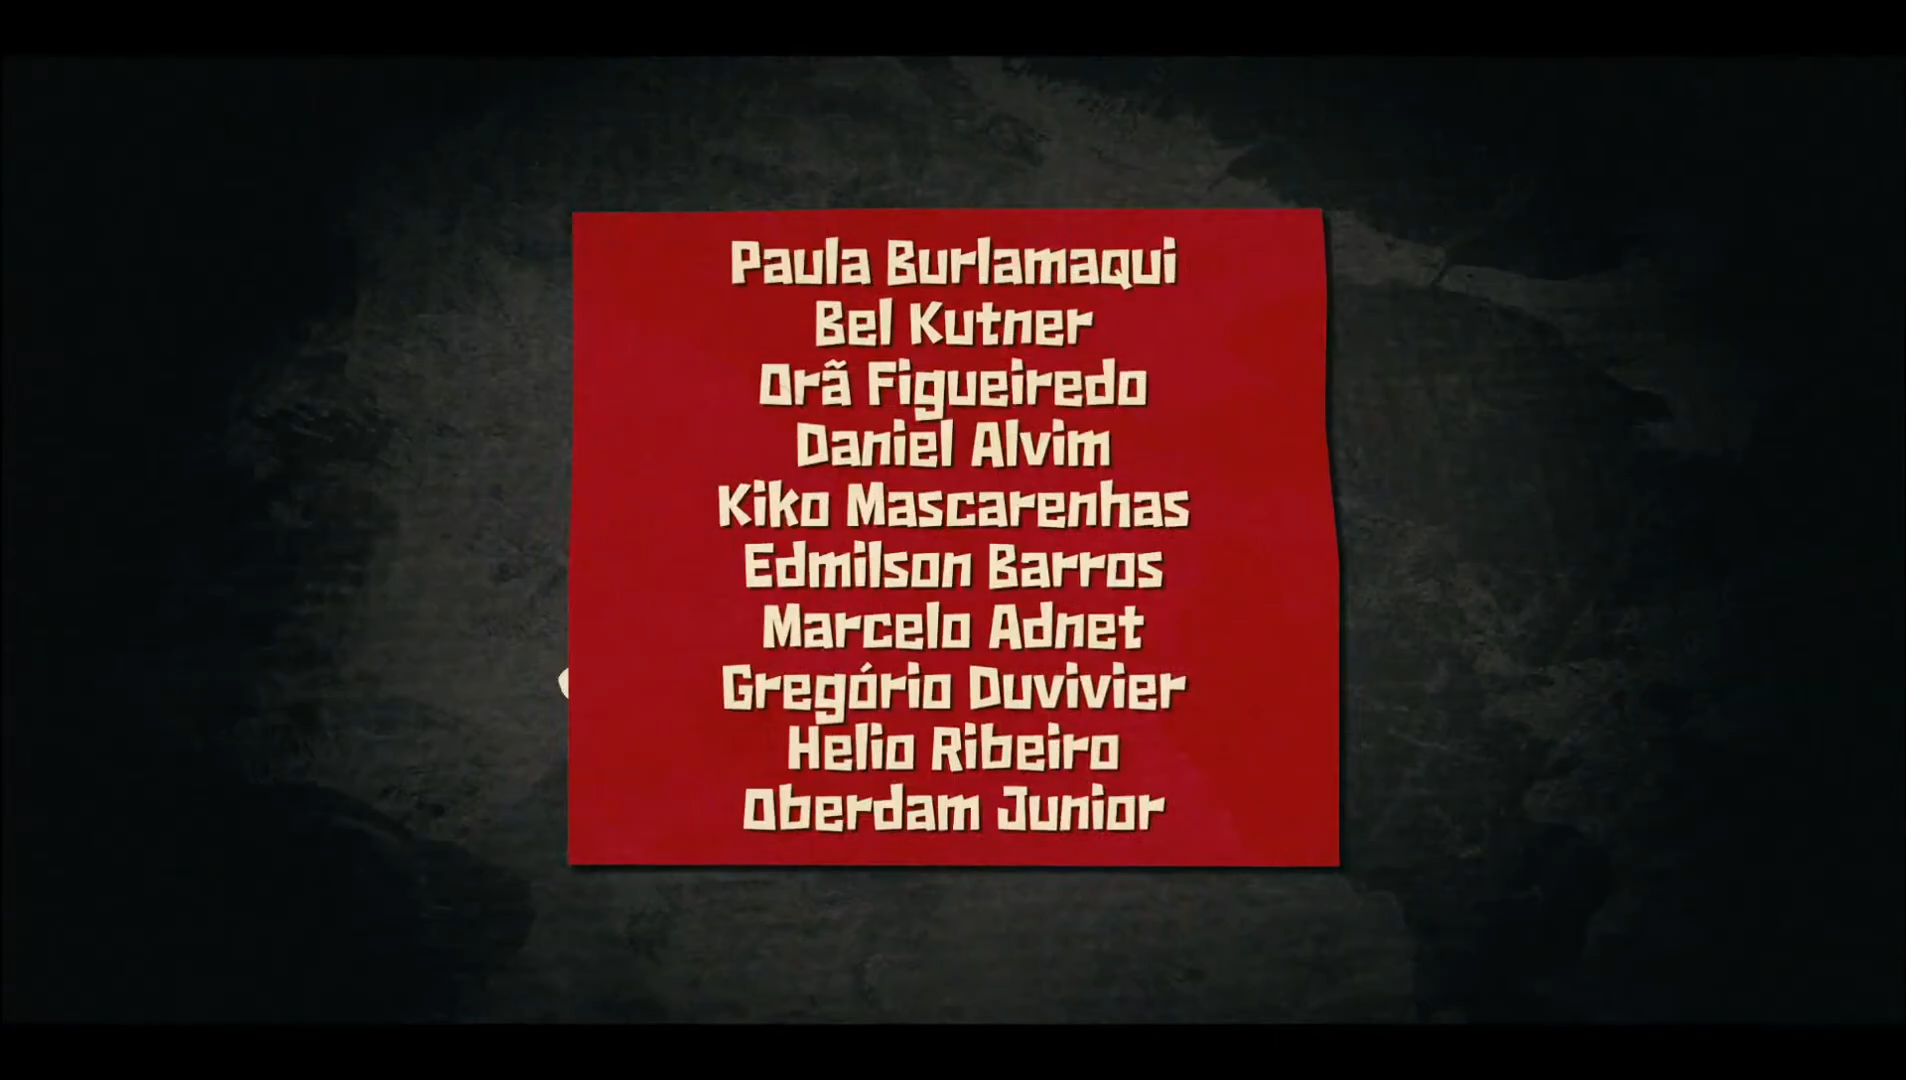 Paula Burlamaqui
Bel Kutner
Orã Figueiredo
Daniel Alvim
Kiko Mascarenhas
Edmilson Barros
Marcelo Adnet
Gregório Duvivier
Helio Ribeiro
Oberdam Junior